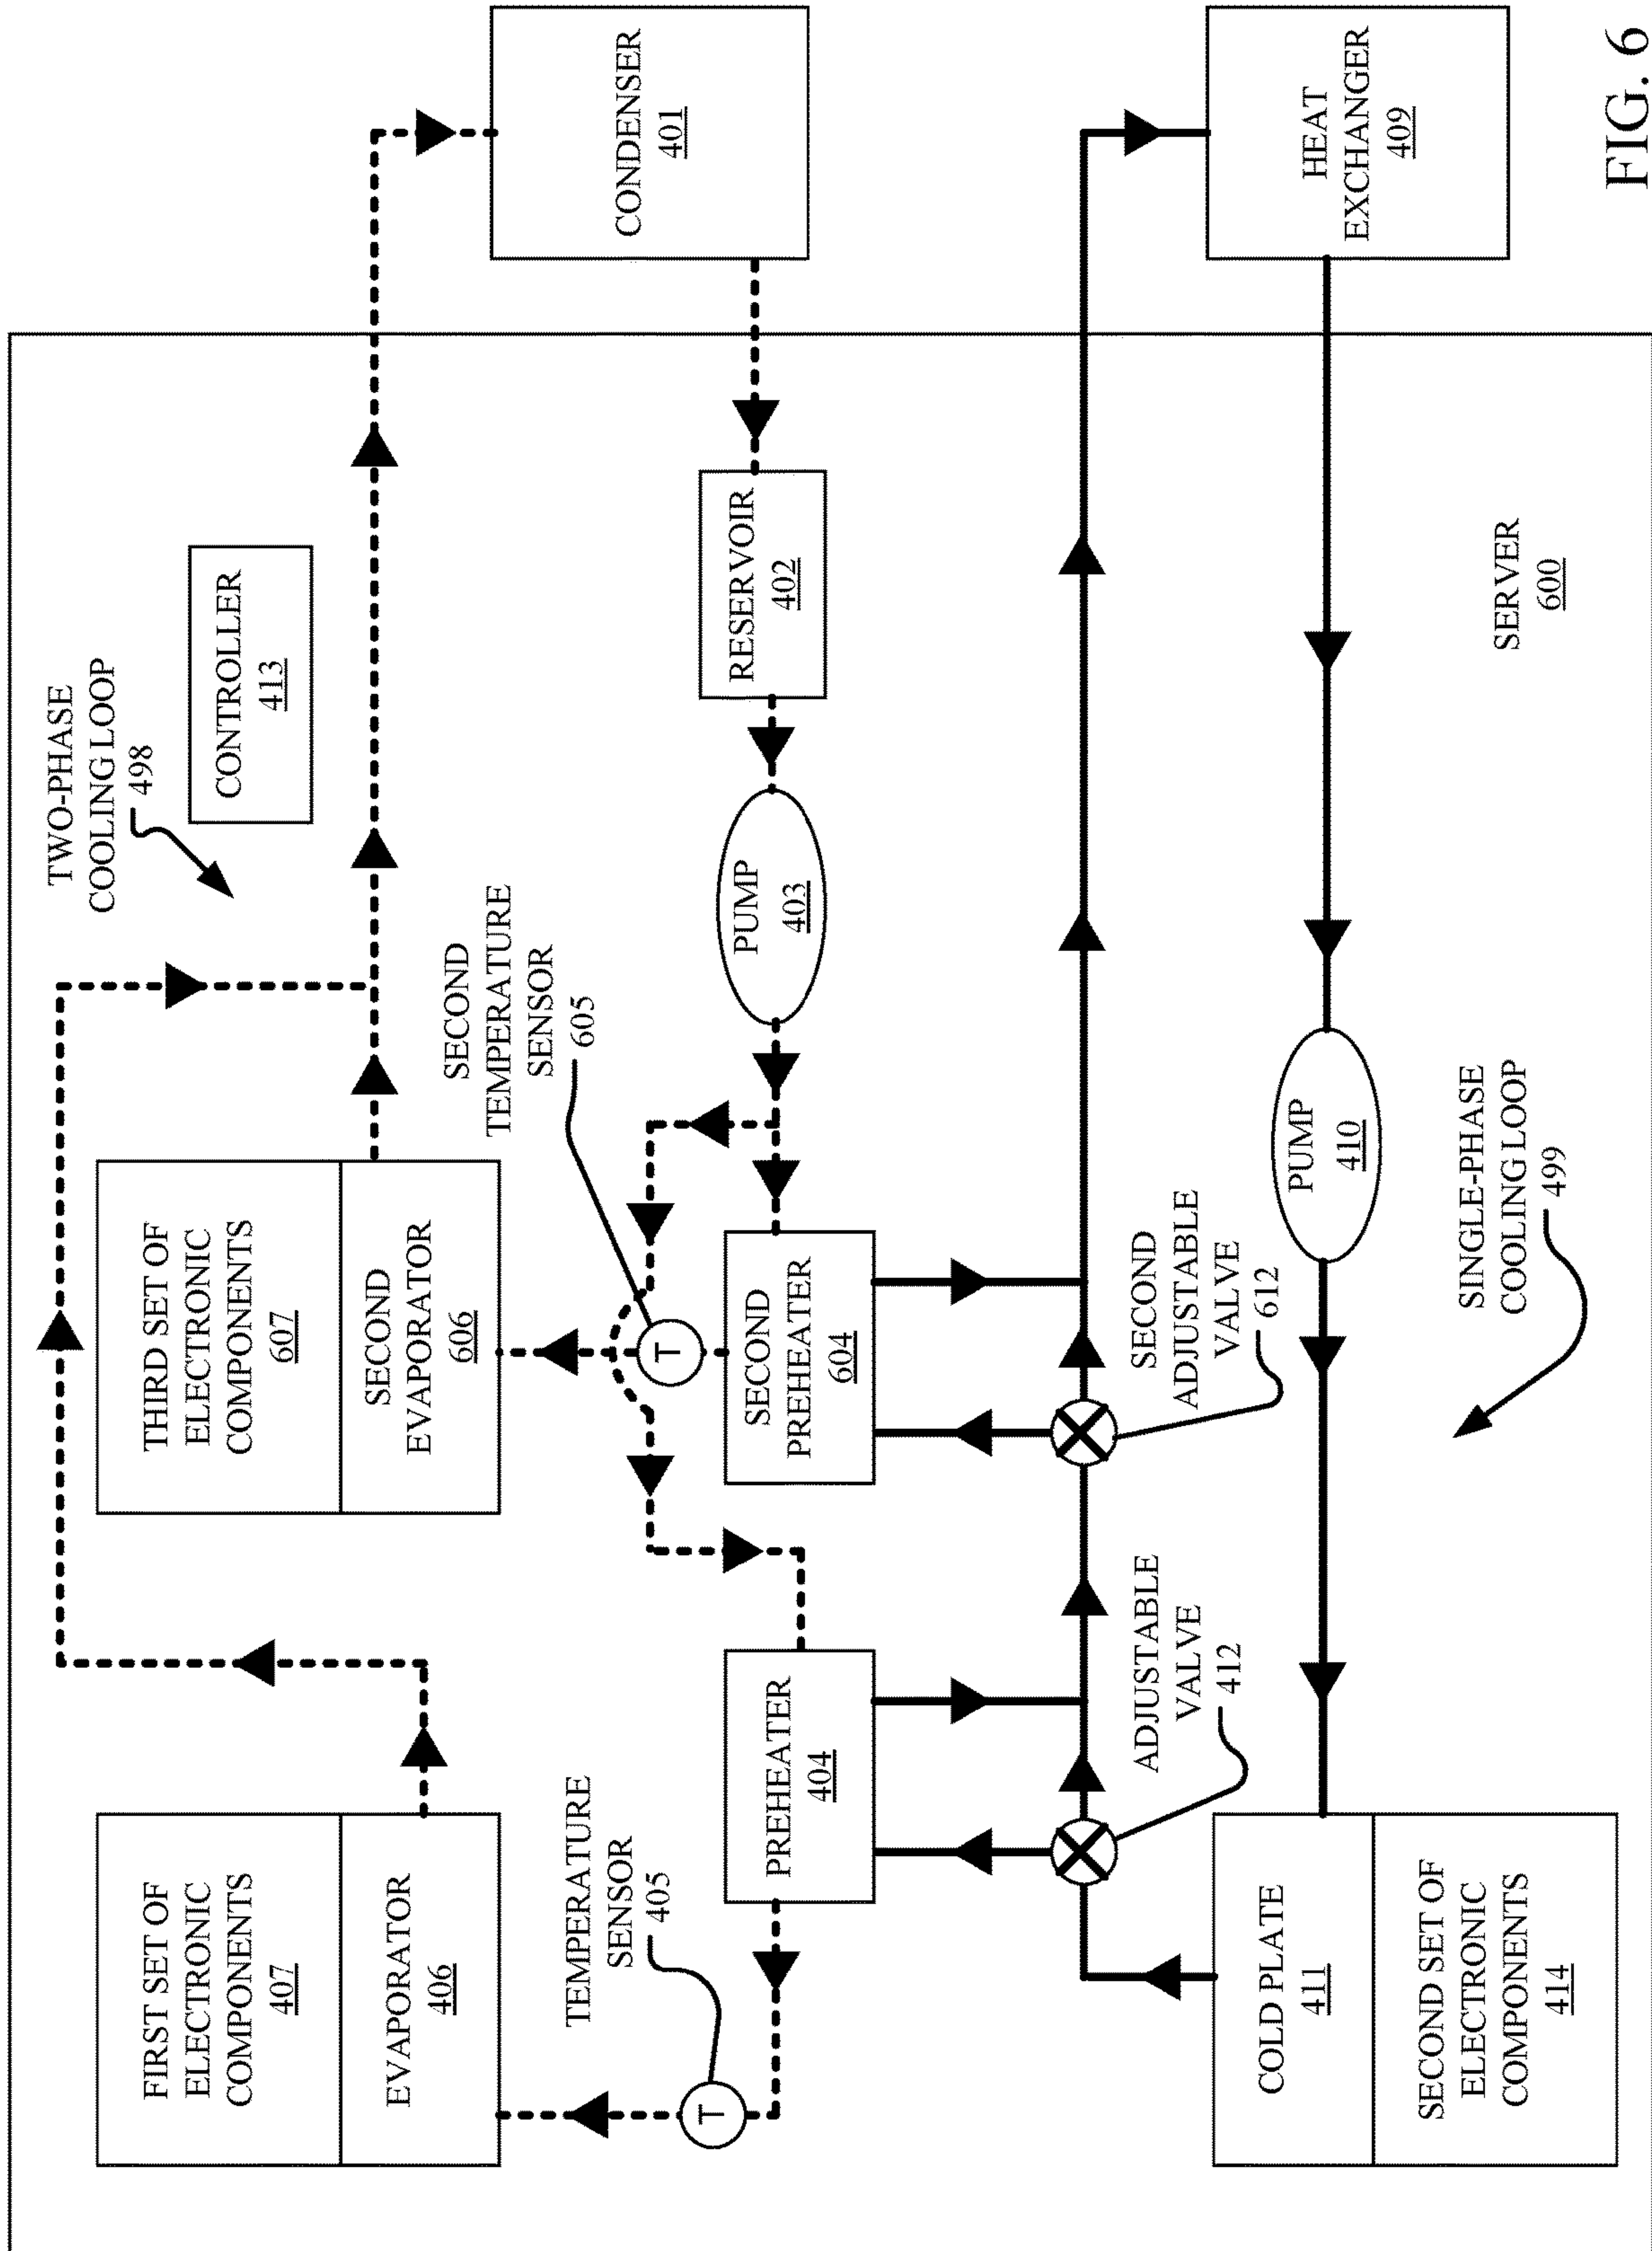 TWO-PHASE
COOLING LOOP
498
CONTROLLER
413
CONDENSER
401
FIRST SET OF
ELECTRONIC
COMPONENTS
407
EVAPORATOR
406
THIRD SET OF
ELECTRONIC
COMPONENTS
607
SECOND
EVAPORATOR
606
SECOND
TEMPERATURE
SENSOR
605
TEMPERATURE
SENSOR
405
T
T
RESERVOIR
402
PUMP
403
SECOND
PREHEATER
604
PREHEATER
404
ADJUSTABLE
VALVE
412
SECOND
ADJUSTABLE
VALVE
612
HEAT
EXCHANGER
409
COLD PLATE
411
SECOND SET OF
ELECTRONIC
COMPONENTS
414
PUMP
410
SINGLE-PHASE
COOLING LOOP
499
SERVER
600
FIG. 6